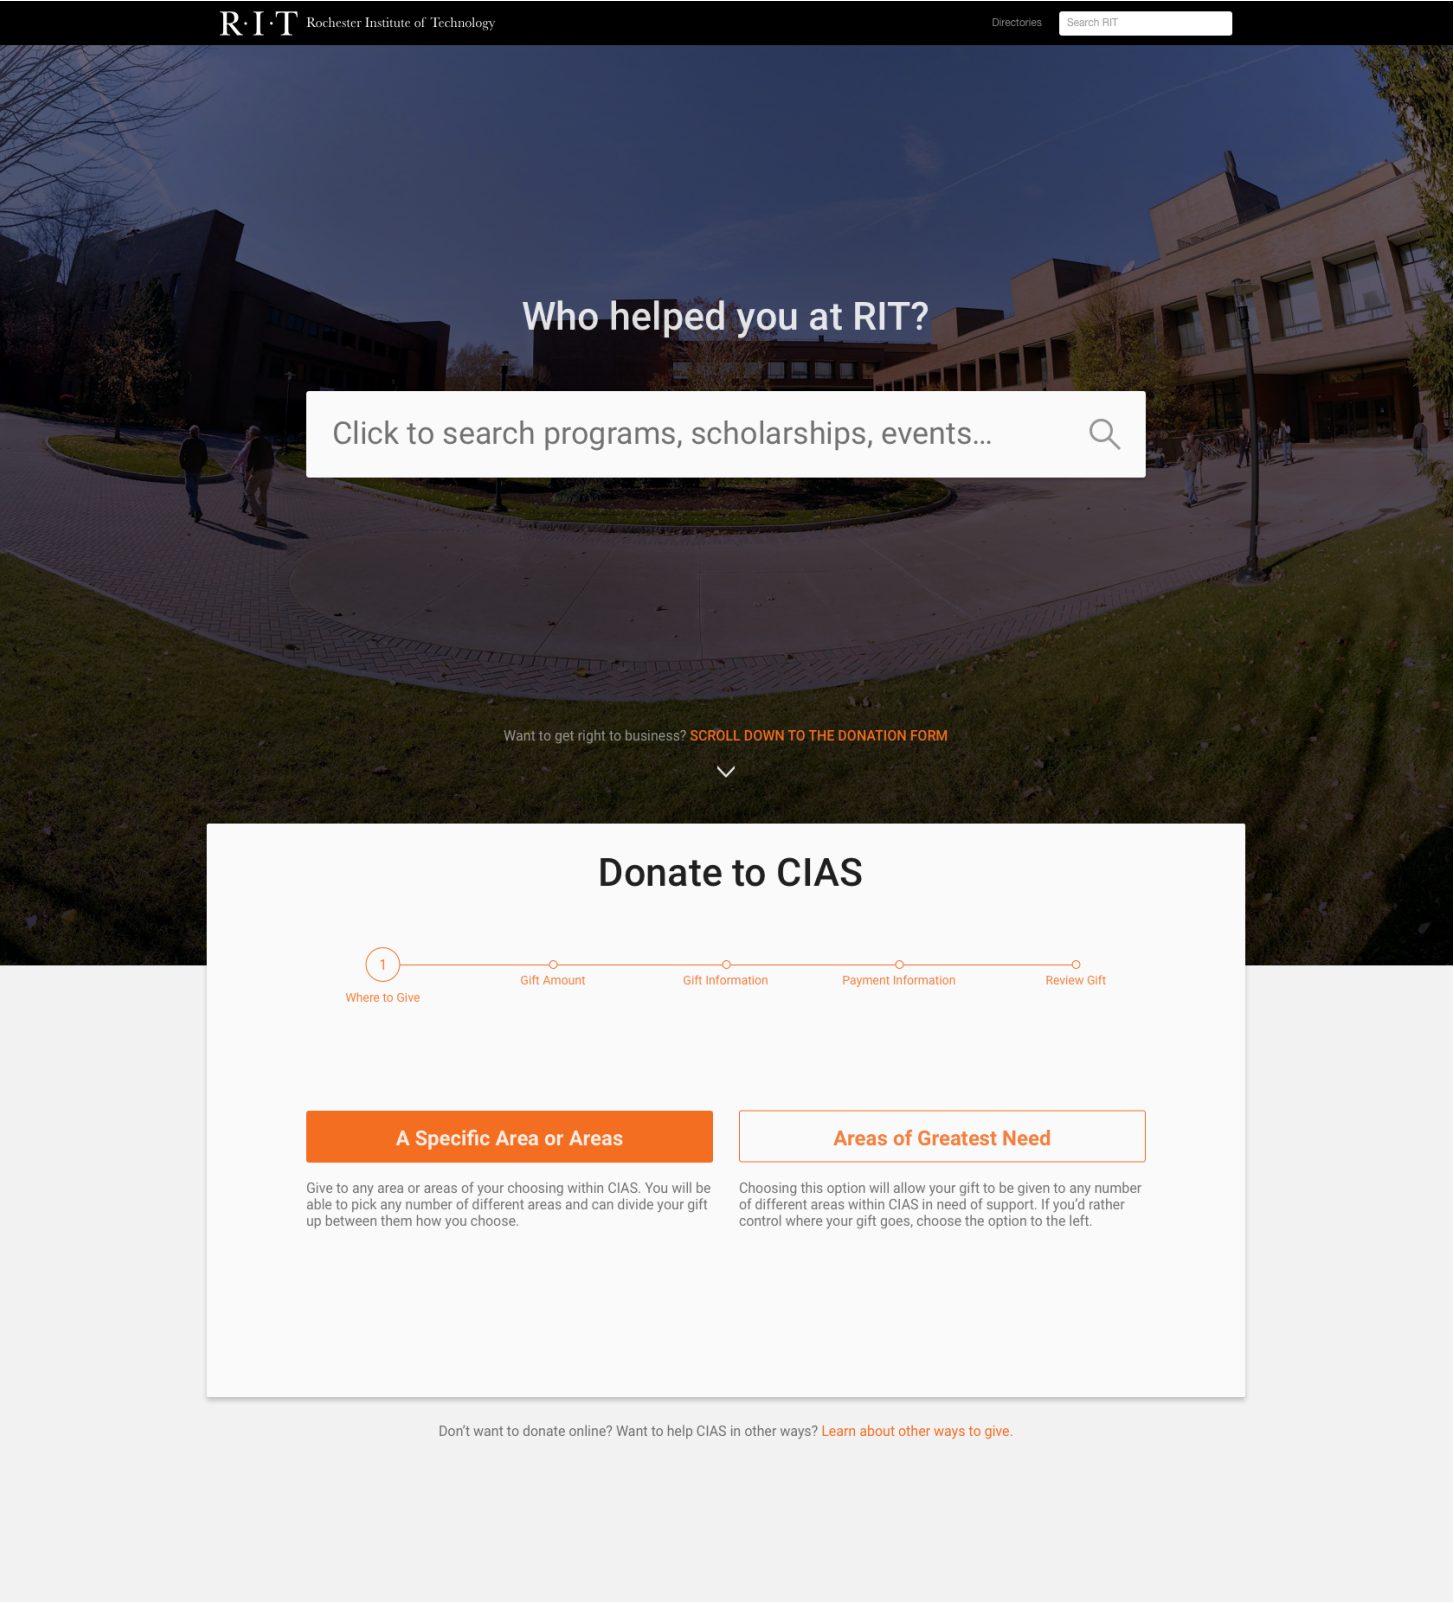 R·I·T Rochester Institute of Technology
Directories
Search RIT
Who helped you at RIT?
Click to search programs, scholarships, events...
Want to get right to business? SCROLL DOWN TO THE DONATION FORM
Donate to CIAS
1
Where to Give
Gift Amount
Gift Information
Payment Information
Review Gift
A Specific Area or Areas
Give to any area or areas of your choosing within CIAS. You will be
able to pick any number of different areas and can divide your gift
up between them how you choose.
Areas of Greatest Need
Choosing this option will allow your gift to be given to any number
of different areas within CIAS in need of support. If you’d rather
control where your gift goes, choose the option to the left.
Don’t want to donate online? Want to help CIAS in other ways? Learn about other ways to give.